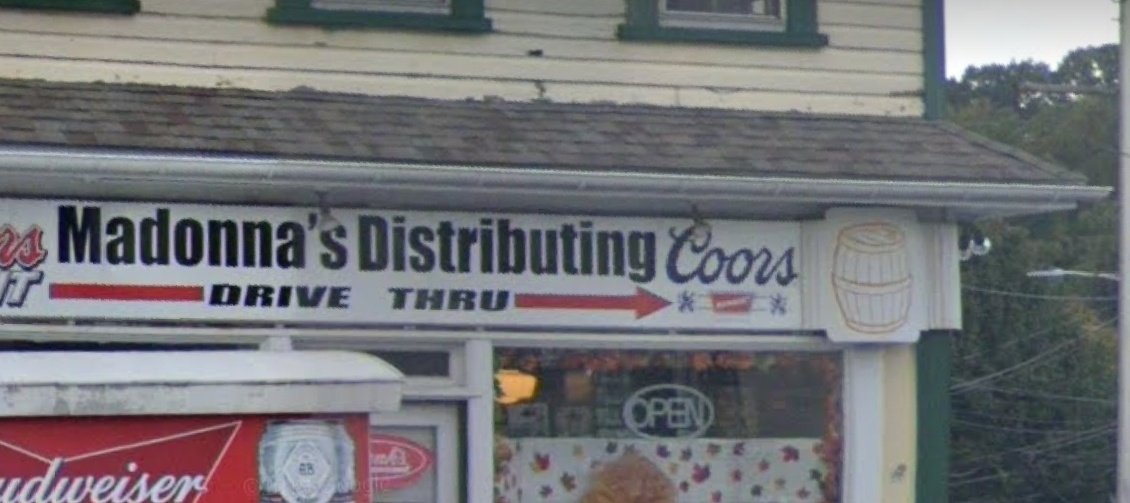 Madonna's Distributing Coors
DRIVE THRU
OPEN
udweiser